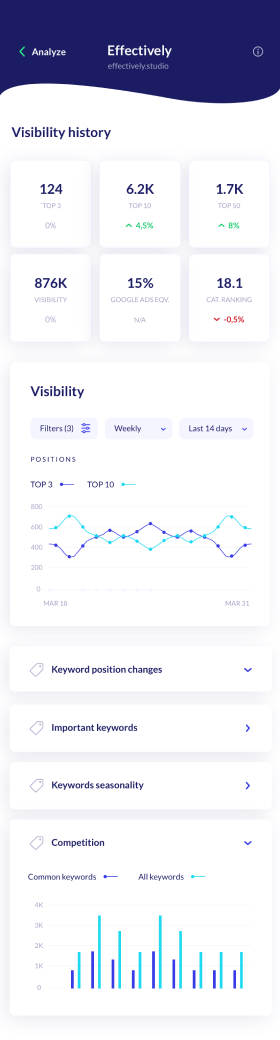 Analyze
Effectively
effectively.studio
Visibility history
124
TOP 3
0%
6.2K
TOP 10
4,5%
1.7K
TOP 50
8%
876K
VISIBILITY
0%
15%
GOOGLE ADS EQV.
N/A
18.1
CAT. RANKING
-0,5%
Visibility
Filters (3)
Weekly
Last 14 days
POSITIONS
TOP 3
TOP 10
800
600
400
200
0
MAR 18
MAR 31
Keyword position changes
Important keywords
Keywords seasonality
Competition
Common keywords
All keywords
4K
3K
2K
1K
0